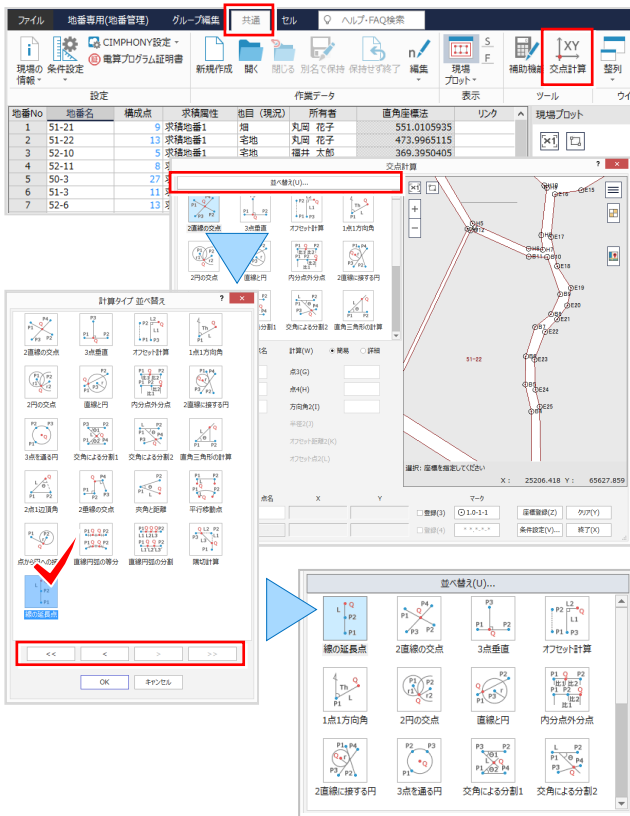 ファイル 地番専用(地番管理) グループ編集 共通 セル ヘルプ・FAQ検索
現場の情報 条件設定 CIMPHONY設定 電算プログラム証明書 新規作成 開く 閉じる 別名で保持 保持せず終了 編集 現場プロット S F 補助機能 交点計算 整列
設定 作業データ 表示 ツール ウイ
地番No 地番名 構成点 求積属性 地目(現況) 所有者 直角座標法 リンク 現場プロット
1 51-21 9 求積地番1 畑 丸岡 花子 551.0105935
2 51-22 13 求積地番1 宅地 丸岡 花子 473.9965115
3 52-10 5 求積地番1 宅地 福井 太郎 369.3950405
4 52-11 8
5 50-3 27
6 51-3 11
7 52-6 13
交点計算 ? ×
並べ替え(U)...
2直線の交点 3点垂直 オフセット計算 1点1方向角
2円の交点 直線と円 内分点外分点 2直線に接する円
分割1 交角による分割2 直角三角形の計算
計算(W) 簡易 詳細
点3(G)
点4(H)
方向角2(I)
半径2(J)
オフセット距離2(K)
オフセット点2(L)
51-22
選択: 座標を指定してください
X : 25206.418 Y : 65627.859
点名 X Y マーク
登録(3) 1.0-1-1 座標登録(Z) クリア(Y)
登録(4) 条件設定(V)... 終了(X)
計算タイプ 並べ替え ? ×
2直線の交点 3点垂直 オフセット計算 1点1方向角
2円の交点 直線と円 内分点外分点 2直線に接する円
3点を通る円 交角による分割1 交角による分割2 直角三角形の計算
2点1辺頂角 2垂線の交点 夾角と距離 平行移動点
点から円への接 直線円弧の等分 直線円弧の分割 隅切計算
線の延長点
<< < > >>
OK キャンセル
並べ替え(U)...
線の延長点 2直線の交点 3点垂直 オフセット計算
1点1方向角 2円の交点 直線と円 内分点外分点
2直線に接する円 3点を通る円 交角による分割1 交角による分割2